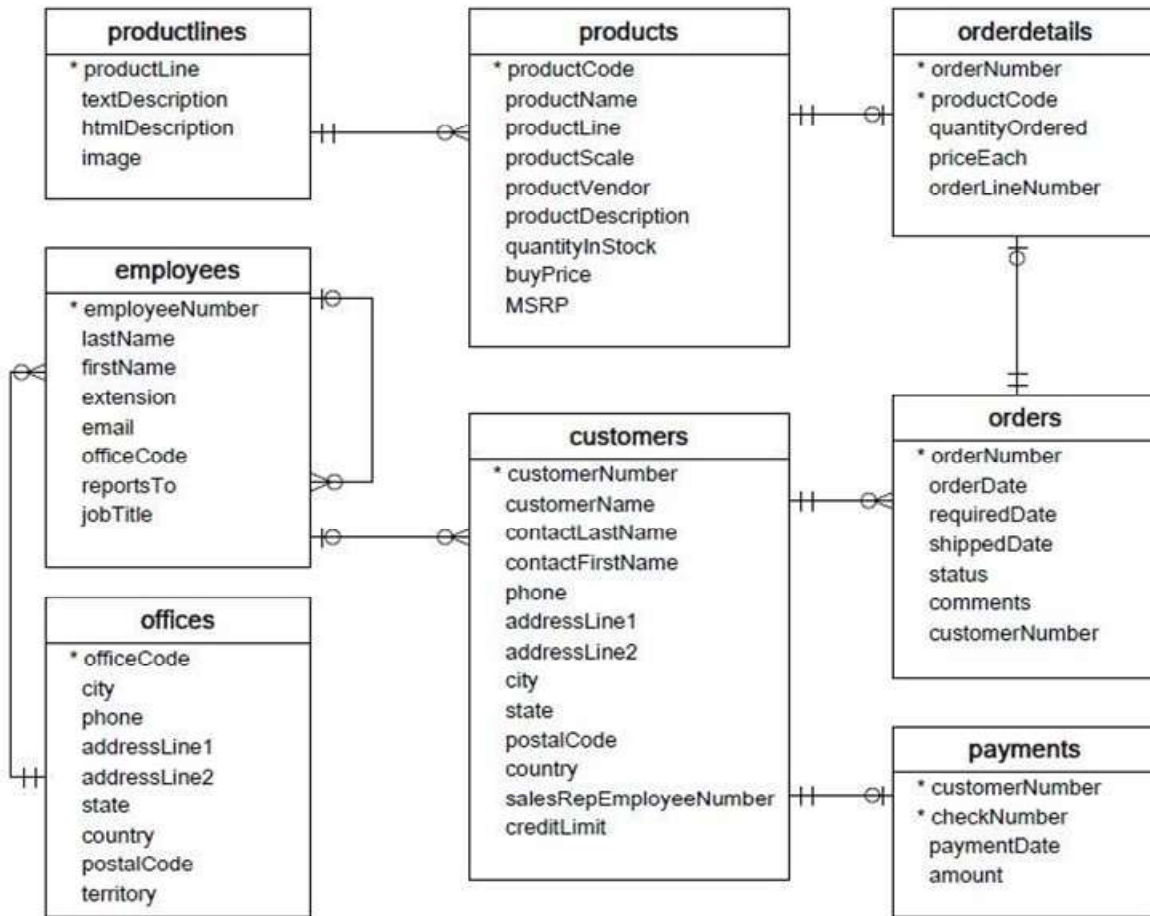 productlines
* productLine
textDescription
htmlDescription
image
products
* productCode
productName
productLine
productScale
productVendor
productDescription
quantityInStock
buyPrice
MSRP
orderdetails
* orderNumber
* productCode
quantityOrdered
priceEach
orderLineNumber
employees
* employeeNumber
lastName
firstName
extension
email
officeCode
reportsTo
jobTitle
customers
* customerNumber
customerName
contactLastName
contactFirstName
phone
addressLine1
addressLine2
city
state
postalCode
country
salesRepEmployeeNumber
creditLimit
orders
* orderNumber
orderDate
requiredDate
shippedDate
status
comments
customerNumber
offices
* officeCode
city
phone
addressLine1
addressLine2
state
country
postalCode
territory
payments
* customerNumber
* checkNumber
paymentDate
amount